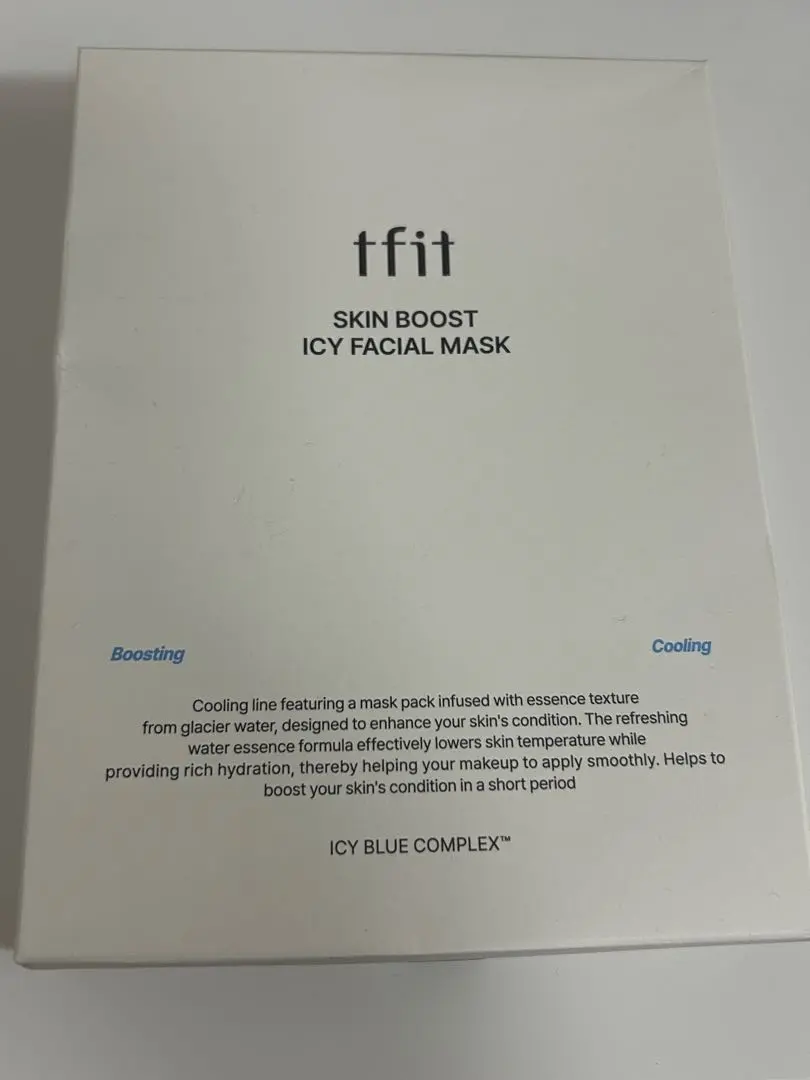 tfit
SKIN BOOST
ICY FACIAL MASK
Boosting
Cooling
Cooling line featuring a mask pack infused with essence texture
from glacier water, designed to enhance your skin's condition. The refreshing
water essence formula effectively lowers skin temperature while
providing rich hydration, thereby helping your makeup to apply smoothly. Helps to
boost your skin's condition in a short period
ICY BLUE COMPLEX™